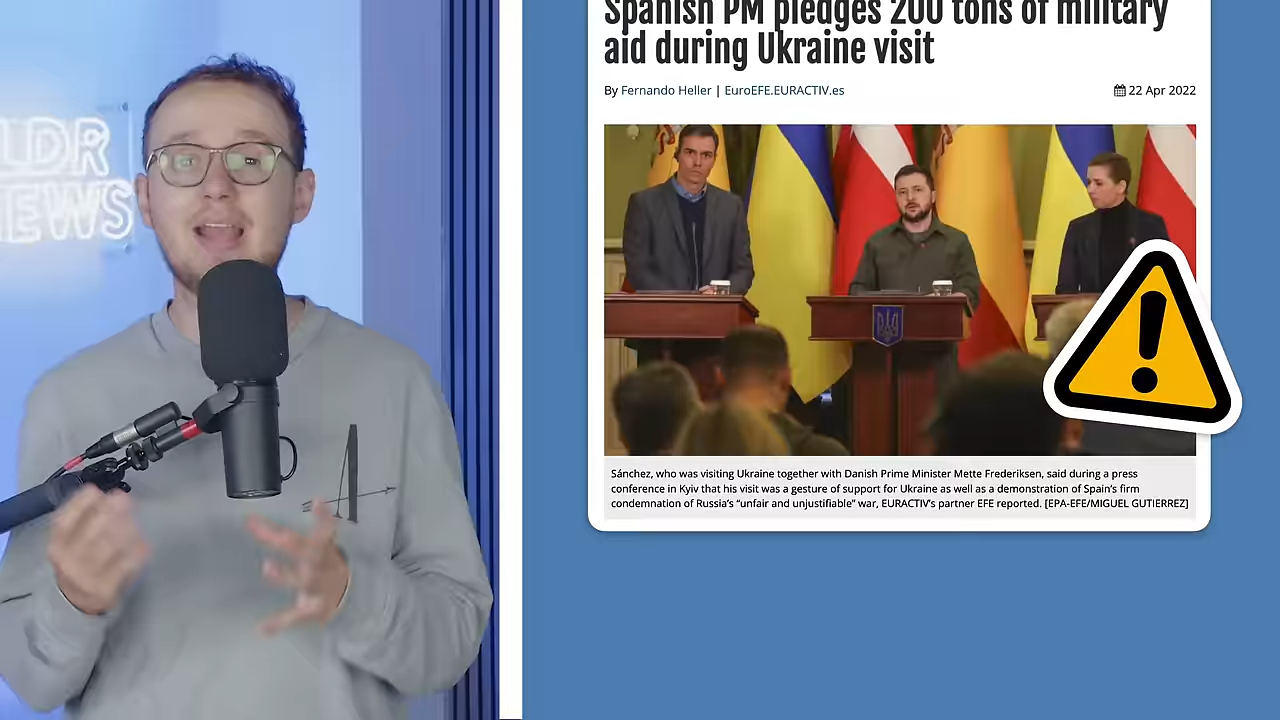 LDR
NEWS
Spanish PM pledges 200 tons of military
aid during Ukraine visit
By Fernando Heller | EuroEFE.EURACTIV.es
22 Apr 2022
Sánchez, who was visiting Ukraine together with Danish Prime Minister Mette Frederiksen, said during a press
conference in Kyiv that his visit was a gesture of support for Ukraine as well as a demonstration of Spain's firm
condemnation of Russia's "unfair and unjustifiable" war, EURACTIV's partner EFE reported. [EPA-EFE/MIGUEL GUTIERREZ]